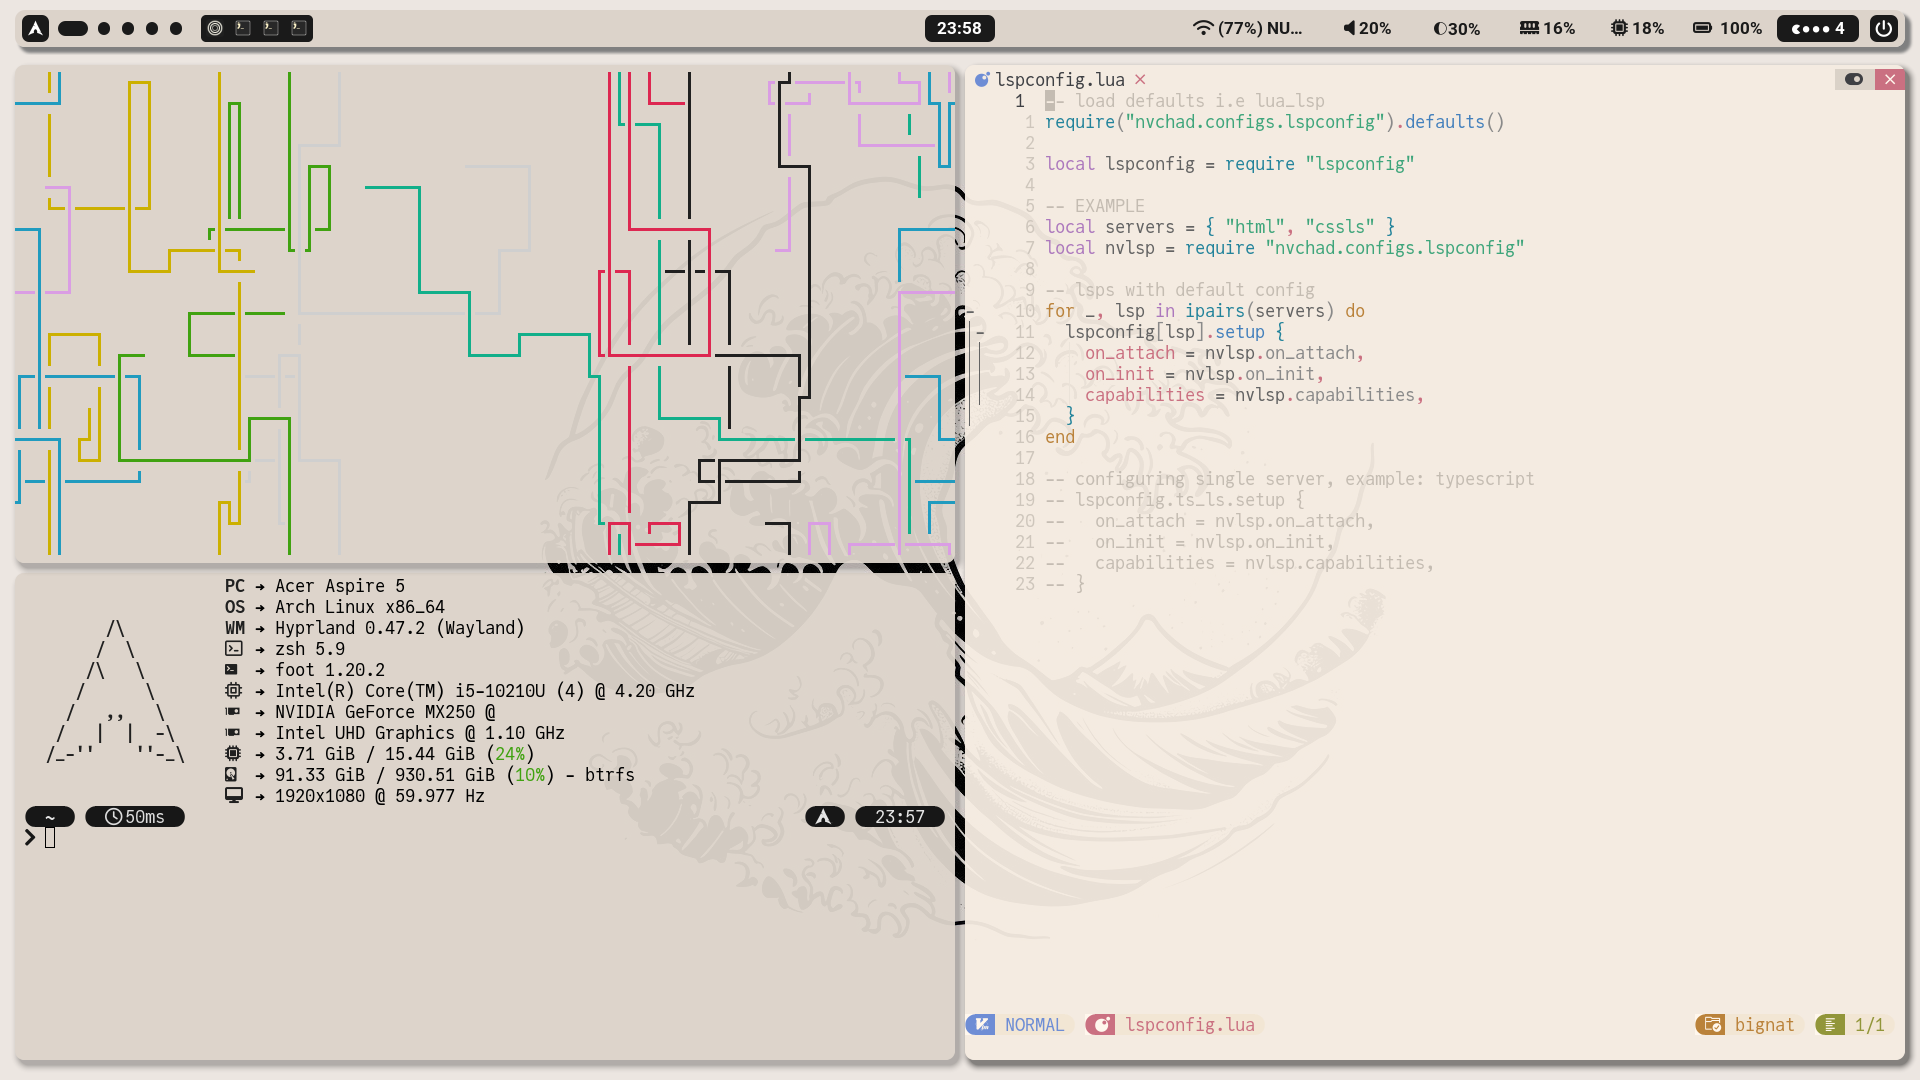 23:58
(77%) NU...
20%
30%
16%
18%
100%
4
lspconfig.lua
1 -- load defaults i.e lua_lsp
1 require("nvchad.configs.lspconfig").defaults()
2
3 local lspconfig = require "lspconfig"
4
5 -- EXAMPLE
6 local servers = { "html", "cssls" }
7 local nvlsp = require "nvchad.configs.lspconfig"
8
9 -- lsps with default config
10 for _, lsp in ipairs(servers) do
11   lspconfig[lsp].setup {
12     on_attach = nvlsp.on_attach,
13     on_init = nvlsp.on_init,
14     capabilities = nvlsp.capabilities,
15   }
16 end
17
18 -- configuring single server, example: typescript
19 -- lspconfig.ts_ls.setup {
20 --   on_attach = nvlsp.on_attach,
21 --   on_init = nvlsp.on_init,
22 --   capabilities = nvlsp.capabilities,
23 -- }
NORMAL
lspconfig.lua
bignat
1/1
PC → Acer Aspire 5
OS → Arch Linux x86_64
WM → Hyprland 0.47.2 (Wayland)
→ zsh 5.9
→ foot 1.20.2
→ Intel(R) Core(TM) i5-10210U (4) @ 4.20 GHz
→ NVIDIA GeForce MX250 @
→ Intel UHD Graphics @ 1.10 GHz
→ 3.71 GiB / 15.44 GiB (24%)
→ 91.33 GiB / 930.51 GiB (10%) - btrfs
→ 1920x1080 @ 59.977 Hz
~
50ms
23:57